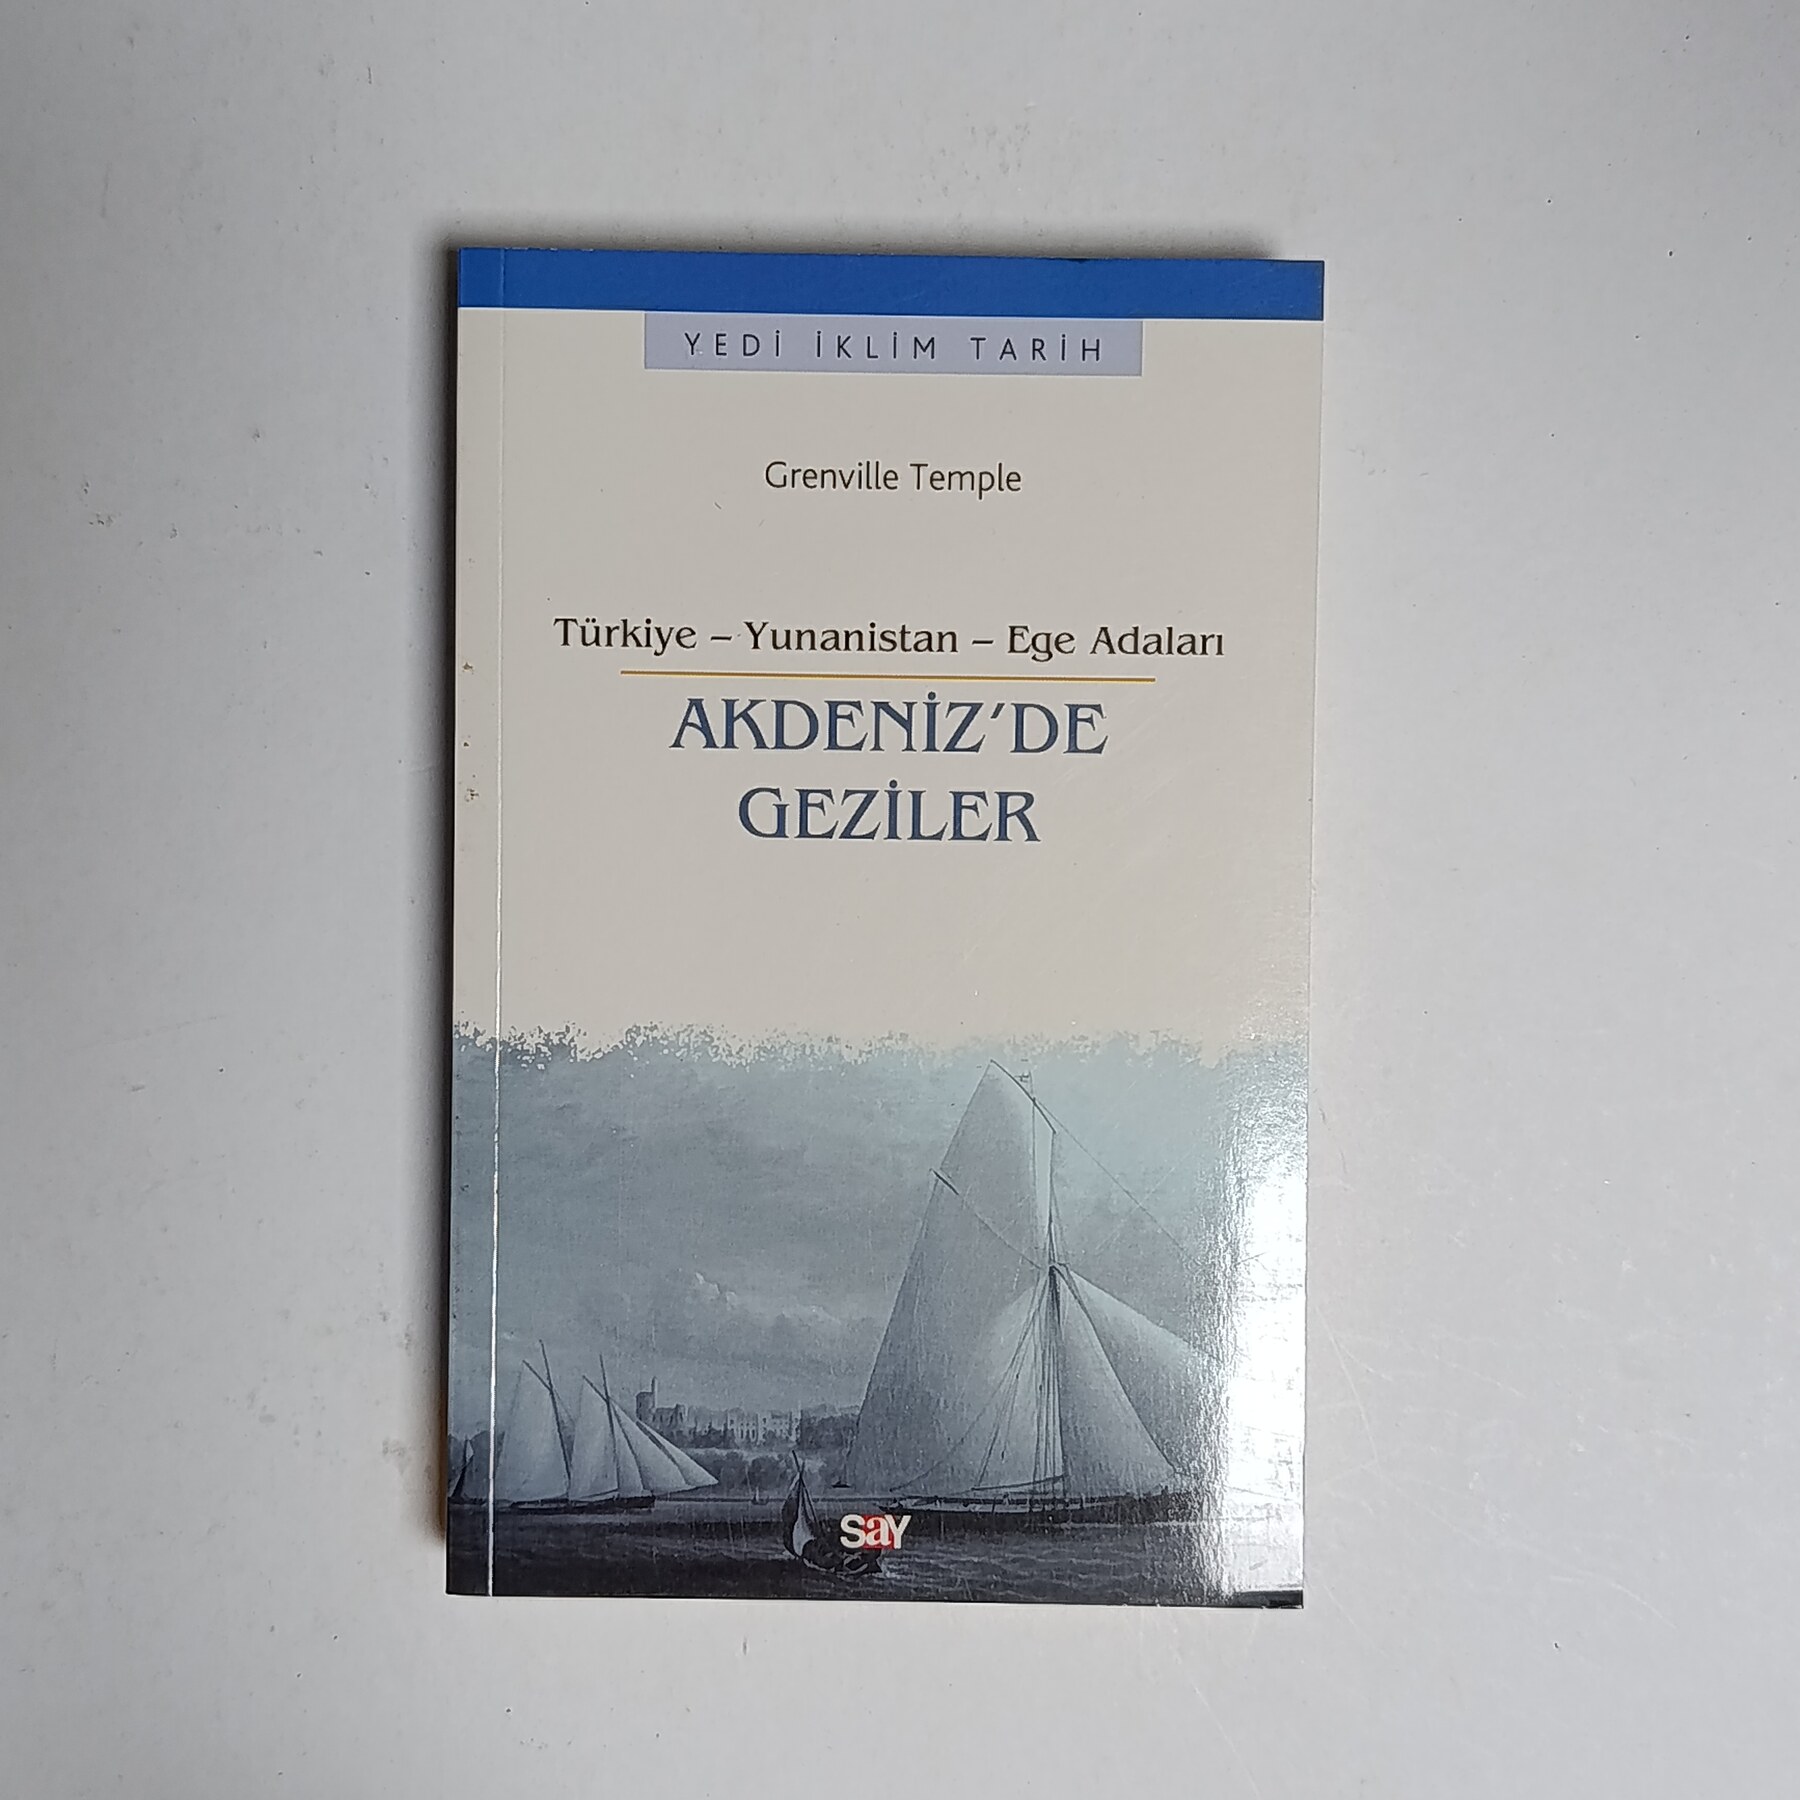 YEDİ İKLİM TARİH
Grenville Temple
Türkiye – Yunanistan – Ege Adaları
AKDENİZ'DE
GEZİLER
SAY